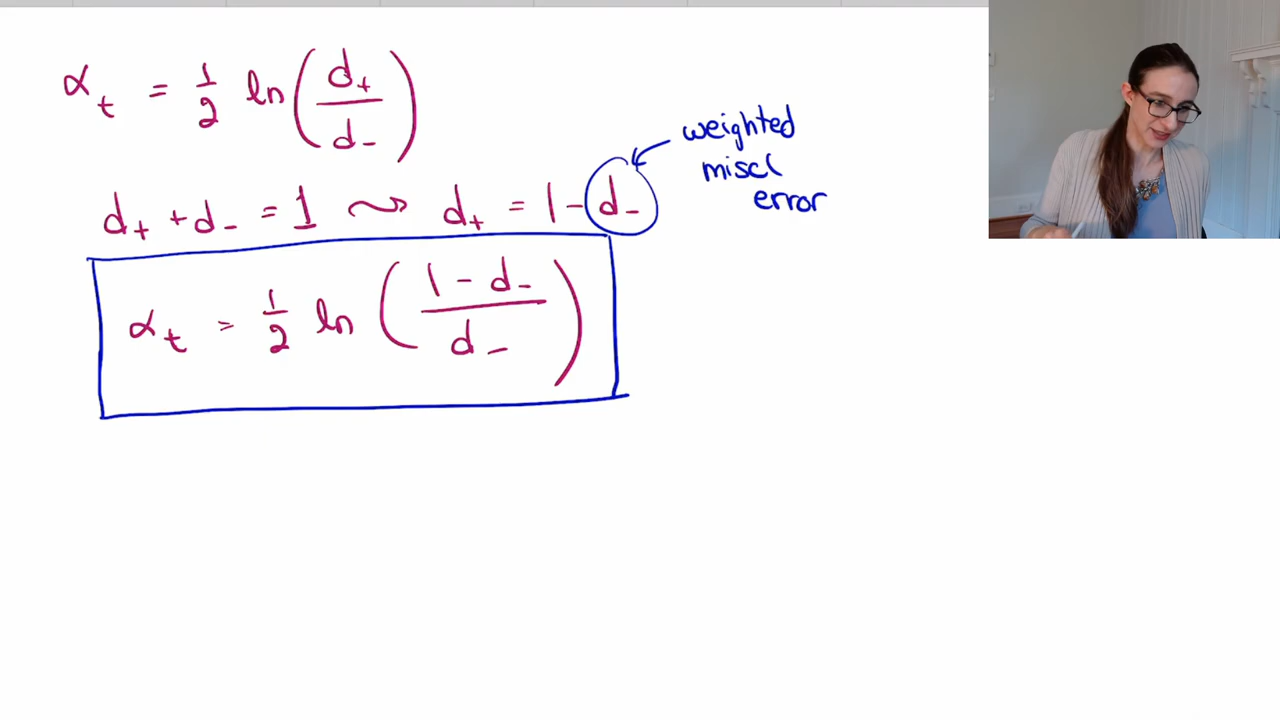 α_t = 1/2 ln(d₊/d₋)
weighted
miscl
error
d₊ + d₋ = 1 ⇝ d₊ = 1 - d₋
α_t = 1/2 ln(1 - d₋/d₋)